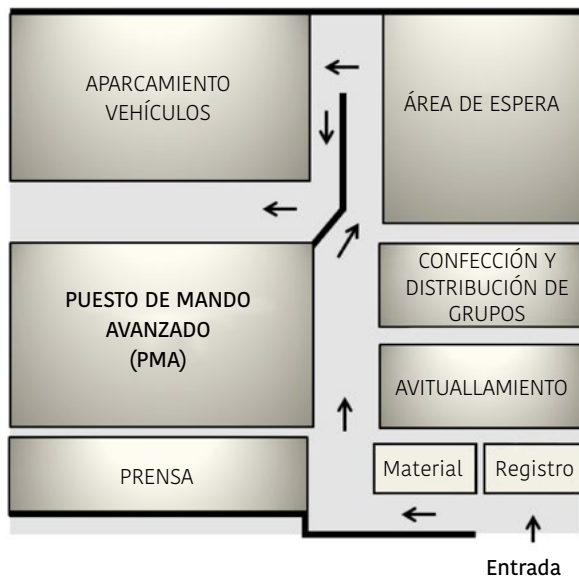 APARCAMIENTO
VEHÍCULOS
ÁREA DE ESPERA
PUESTO DE MANDO
AVANZADO
(PMA)
CONFECCIÓN Y
DISTRIBUCIÓN DE
GRUPOS
AVITUALLAMIENTO
PRENSA
Material
Registro
Entrada